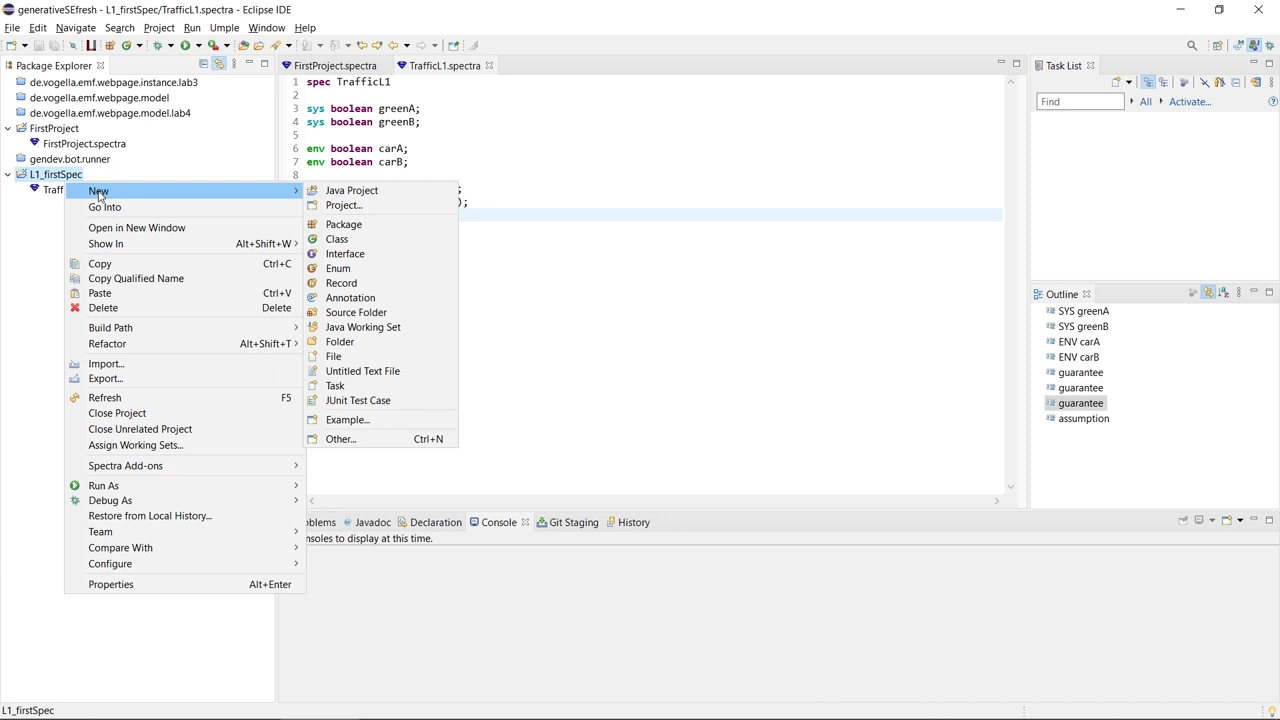 generativeSEfresh - L1_firstSpec/TrafficL1.spectra - Eclipse IDE
File Edit Navigate Search Project Run Umple Window Help
Package Explorer
de.vogella.emf.webpage.instance.lab3
de.vogella.emf.webpage.model
de.vogella.emf.webpage.model.lab4
FirstProject
FirstProject.spectra
gendev.bot.runner
L1_firstSpec
Traff
New
Go Into
Open in New Window
Show In Alt+Shift+W >
Copy Ctrl+C
Copy Qualified Name
Paste Ctrl+V
Delete Delete
Build Path >
Refactor Alt+Shift+T >
Import...
Export...
Refresh F5
Close Project
Close Unrelated Project
Assign Working Sets...
Spectra Add-ons >
Run As >
Debug As >
Restore from Local History...
Team >
Compare With >
Configure >
Properties Alt+Enter
Java Project
Project...
Package
Class
Interface
Enum
Record
Annotation
Source Folder
Java Working Set
Folder
File
Untitled Text File
Task
JUnit Test Case
Example...
Other... Ctrl+N
FirstProject.spectra TrafficL1.spectra
1 spec TrafficL1
2
3 sys boolean greenA;
4 sys boolean greenB;
5
6 env boolean carA;
7 env boolean carB;
8
;
);
oblems Javadoc Declaration Console Git Staging History
nsoles to display at this time.
Task List
Find All Activate...
Outline
SYS greenA
SYS greenB
ENV carA
ENV carB
guarantee
guarantee
guarantee
assumption
L1_firstSpec